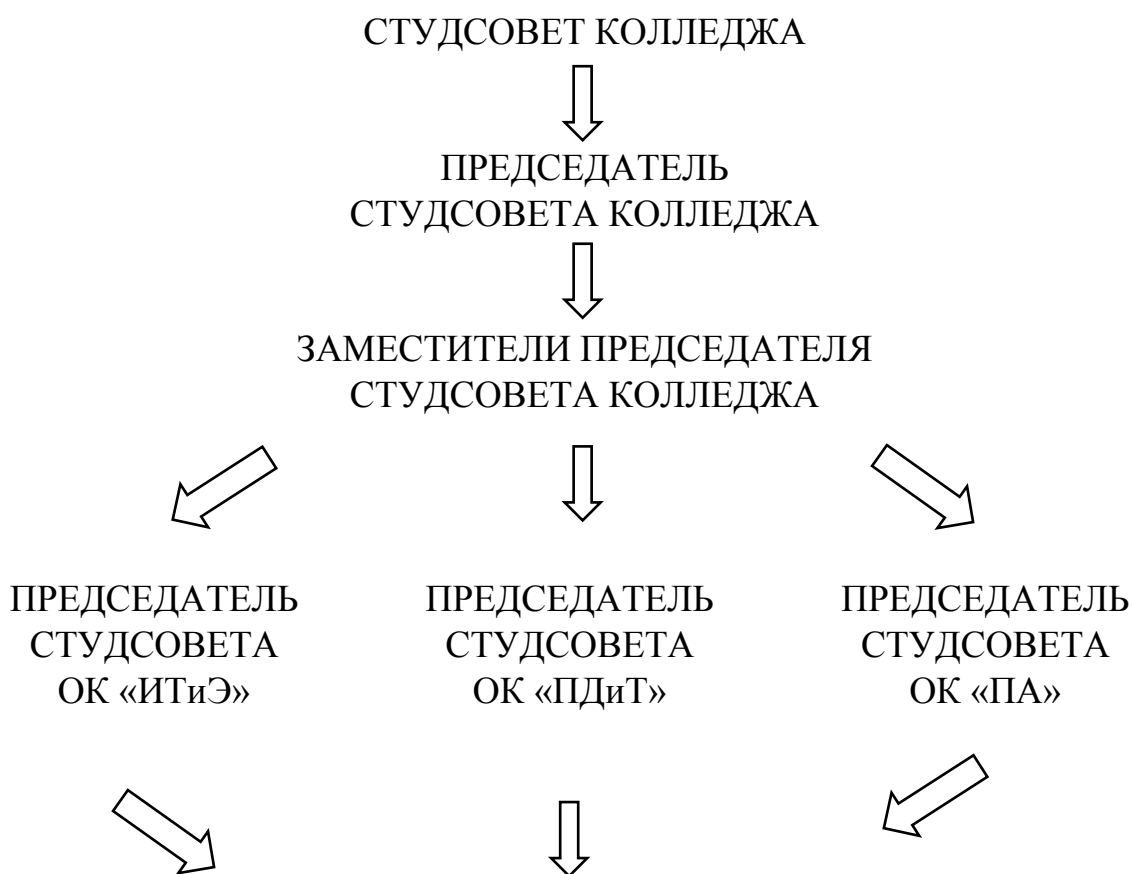 СТУДСОВЕТ КОЛЛЕДЖА
ПРЕДСЕДАТЕЛЬ
СТУДСОВЕТА КОЛЛЕДЖА
ЗАМЕСТИТЕЛИ ПРЕДСЕДАТЕЛЯ
СТУДСОВЕТА КОЛЛЕДЖА
ПРЕДСЕДАТЕЛЬ
СТУДСОВЕТА
ОК «ИТиЭ»
ПРЕДСЕДАТЕЛЬ
СТУДСОВЕТА
ОК «ПДиТ»
ПРЕДСЕДАТЕЛЬ
СТУДСОВЕТА
ОК «ПА»